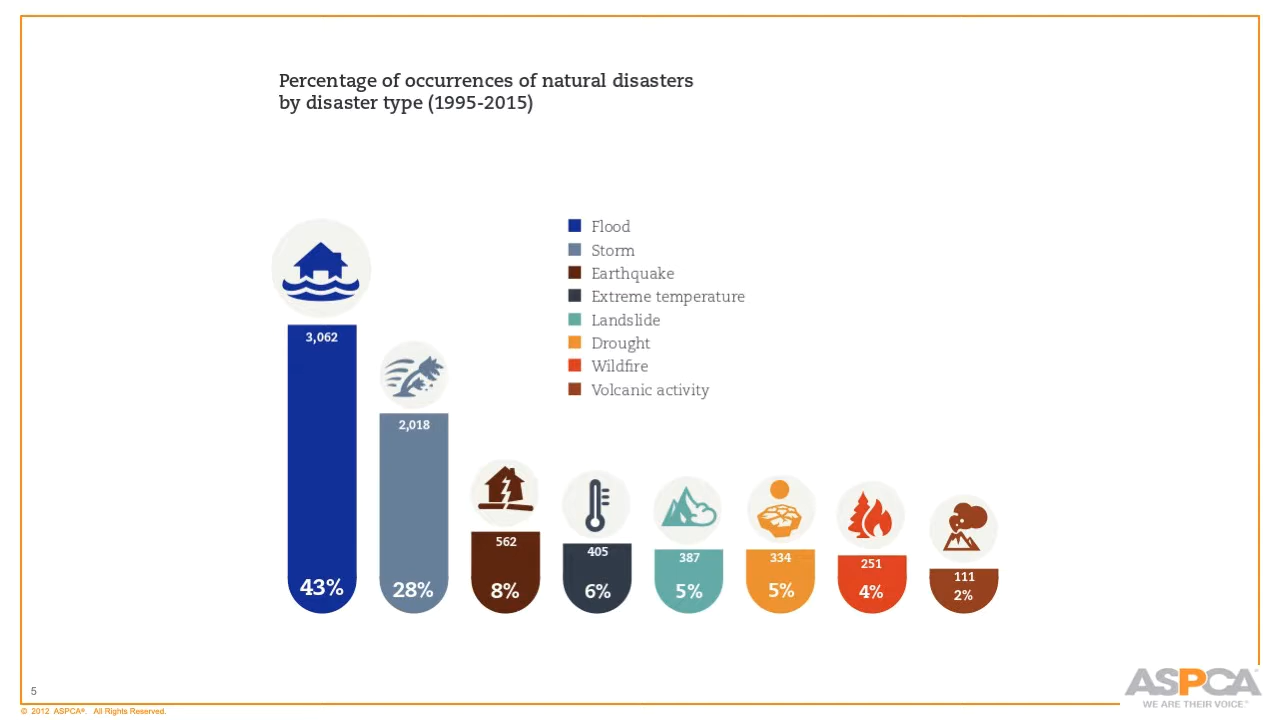 Percentage of occurrences of natural disasters
by disaster type (1995-2015)
Flood
Storm
Earthquake
Extreme temperature
Landslide
Drought
Wildfire
Volcanic activity
3,062
43%
2,018
28%
562
8%
405
6%
387
5%
334
5%
251
4%
111
2%
5
© 2012 ASPCA®. All Rights Reserved.
ASPCA
WE ARE THEIR VOICE™